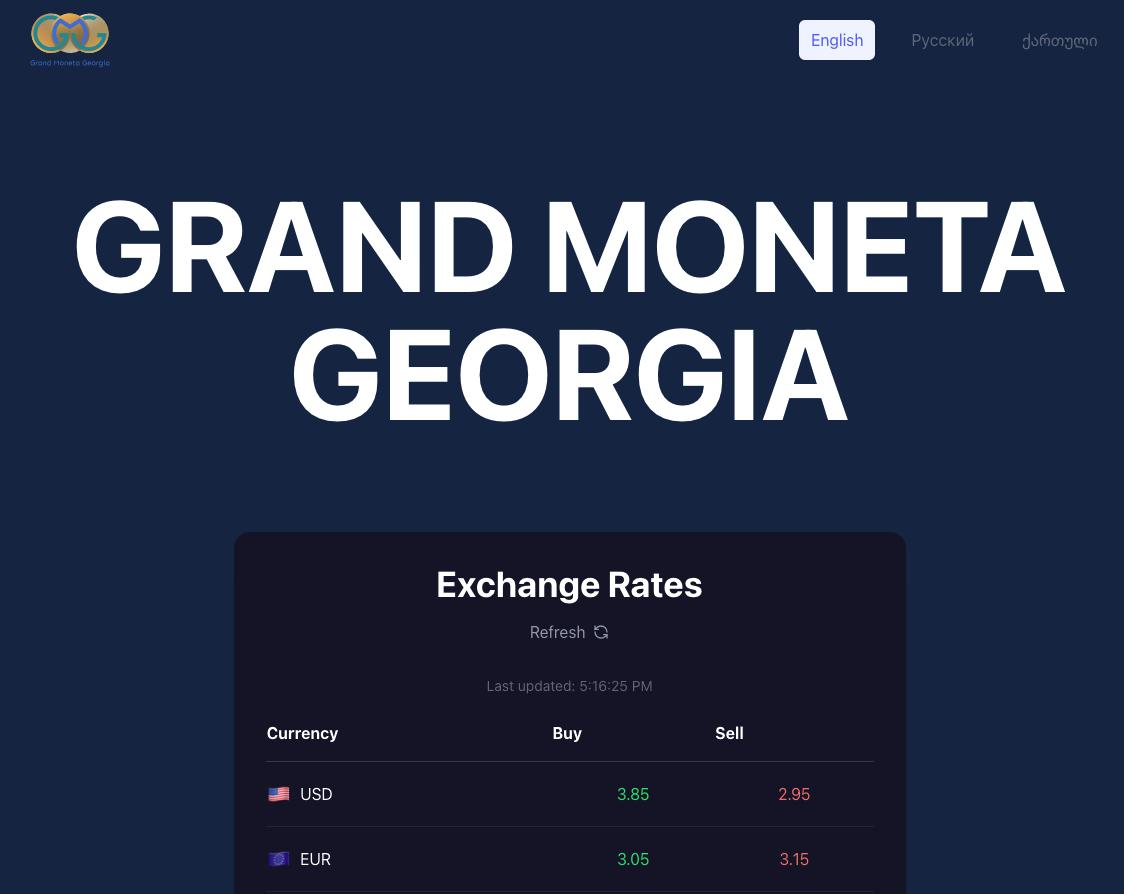 GMG
Grand Moneta Georgia
English
Русский
ქართული
GRAND MONETA
GEORGIA
Exchange Rates
Refresh
Last updated: 5:16:25 PM
Currency Buy Sell
USD 3.85 2.95
EUR 3.05 3.15